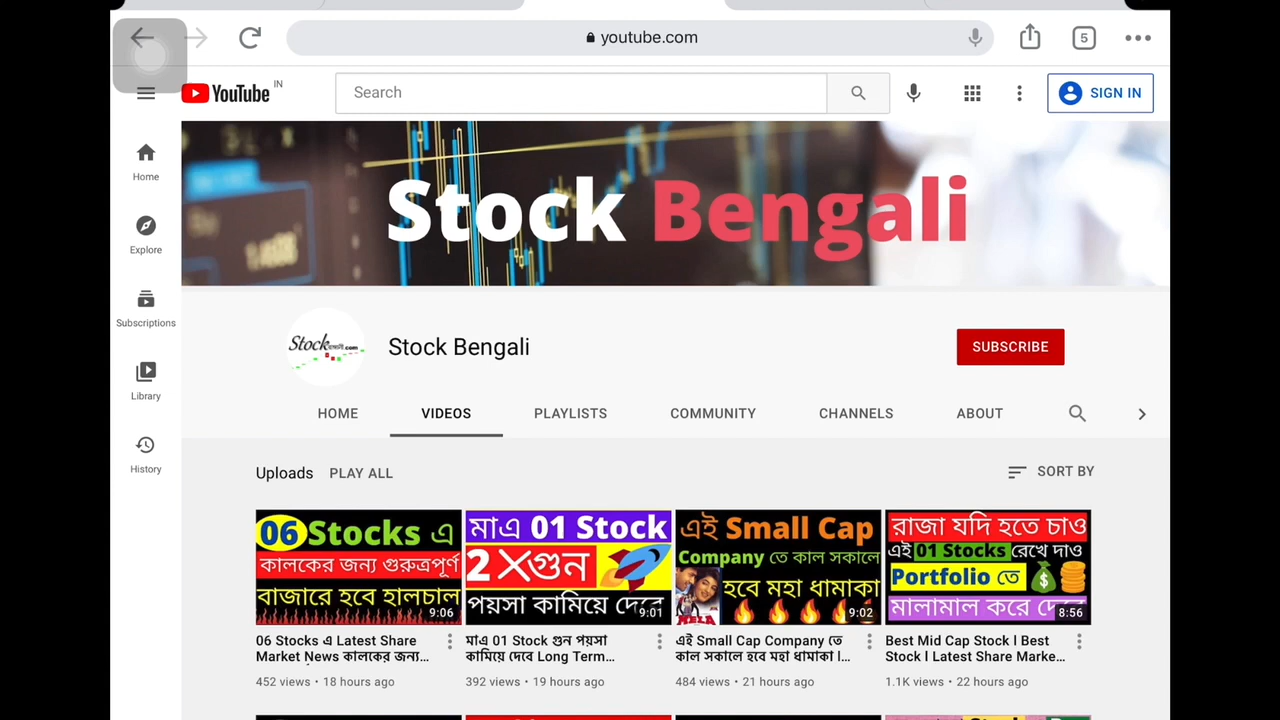 youtube.com
5
YouTube IN
Search
SIGN IN
Home
Explore
Subscriptions
Library
History
Stock Bengali
Stock Bengali
SUBSCRIBE
HOME VIDEOS PLAYLISTS COMMUNITY CHANNELS ABOUT
Uploads PLAY ALL
SORT BY
06 Stocks এ
কালকের জন্য গুরুত্বপূর্ণ
বাজারে হবে হালচাল
9:06
মাএ 01 Stock
2 Xগুন
পয়সা কামিয়ে দেবে
9:01
এই Small Cap
Company তে কাল সকালে
হবে মহা ধামাকা
MELA
9:02
রাজা যদি হতে চাও
এই 01 Stocks রেখে দাও
Portfolio তে
মালামাল করে দেবে
8:56
06 Stocks এ Latest Share
Market News কালকের জন্য...
452 views • 18 hours ago
মাএ 01 Stock গুন পয়সা
কামিয়ে দেবে Long Term...
392 views • 19 hours ago
এই Small Cap Company তে
কাল সকালে হবে মহা ধামাকা l...
484 views • 21 hours ago
Best Mid Cap Stock l Best
Stock l Latest Share Marke...
1.1K views • 22 hours ago